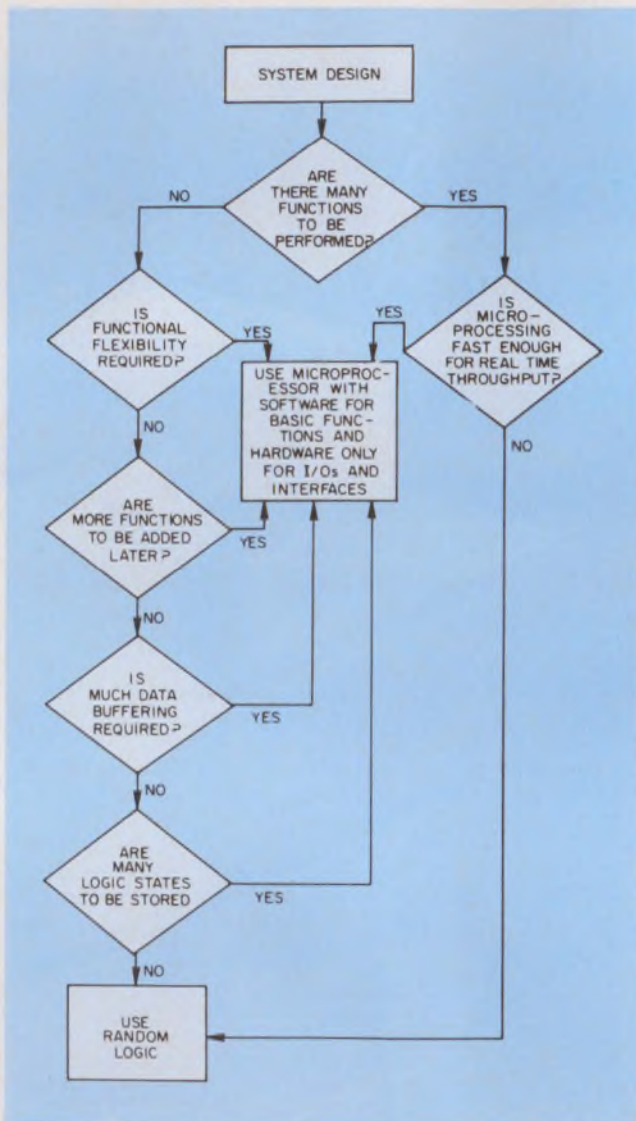 SYSTEM DESIGN
ARE
THERE MANY
FUNCTIONS
TO BE
PERFORMED?
NO
YES
IS
FUNCTIONAL
FLEXIBILITY
REQUIRED?
YES
NO
YES
IS
MICRO-
PROCESSING
FAST ENOUGH
FOR REAL TIME
THROUGHPUT?
NO
USE MICROPROC-
ESSOR WITH
SOFTWARE FOR
BASIC FUNC-
TIONS AND
HARDWARE ONLY
FOR I/Os AND
INTERFACES
ARE
MORE FUNCTIONS
TO BE ADDED
LATER?
YES
NO
IS
MUCH DATA
BUFFERING
REQUIRED?
YES
NO
ARE
MANY
LOGIC STATES
TO BE STORED
YES
NO
USE
RANDOM
LOGIC